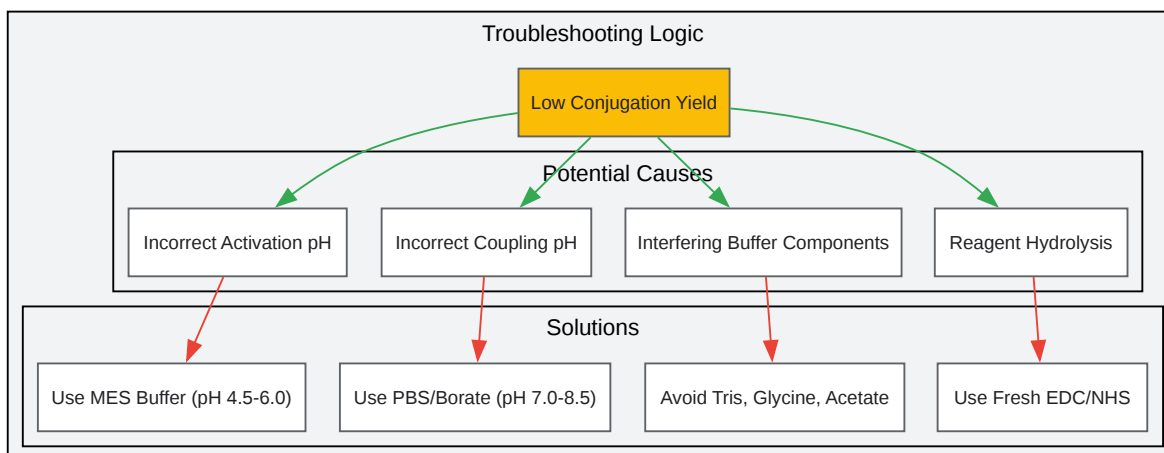 Troubleshooting Logic
Low Conjugation Yield
Potential Causes
Incorrect Activation pH
Incorrect Coupling pH
Interfering Buffer Components
Reagent Hydrolysis
Solutions
Use MES Buffer (pH 4.5-6.0)
Use PBS/Borate (pH 7.0-8.5)
Avoid Tris, Glycine, Acetate
Use Fresh EDC/NHS